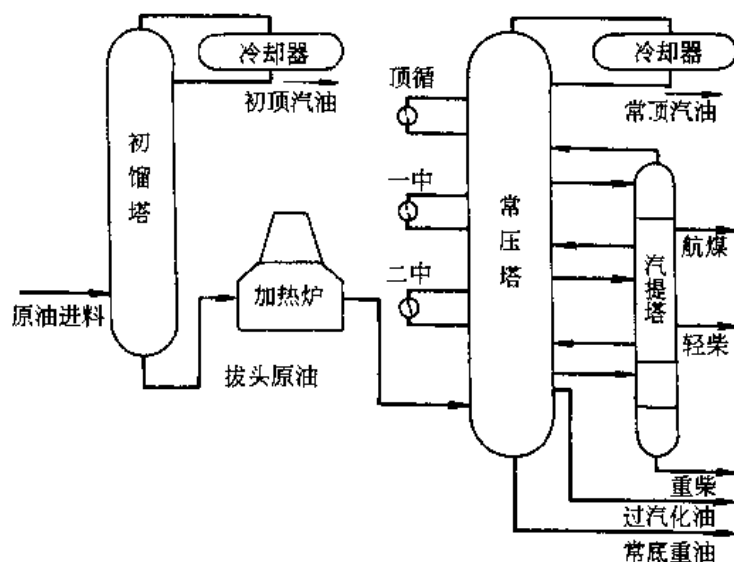 冷却器
初顶汽油
初馏塔
原油进料
加热炉
拔头原油
冷却器
常顶汽油
顶循
一中
二中
常压塔
汽提塔
航煤
轻柴
重柴
过汽化油
常底重油